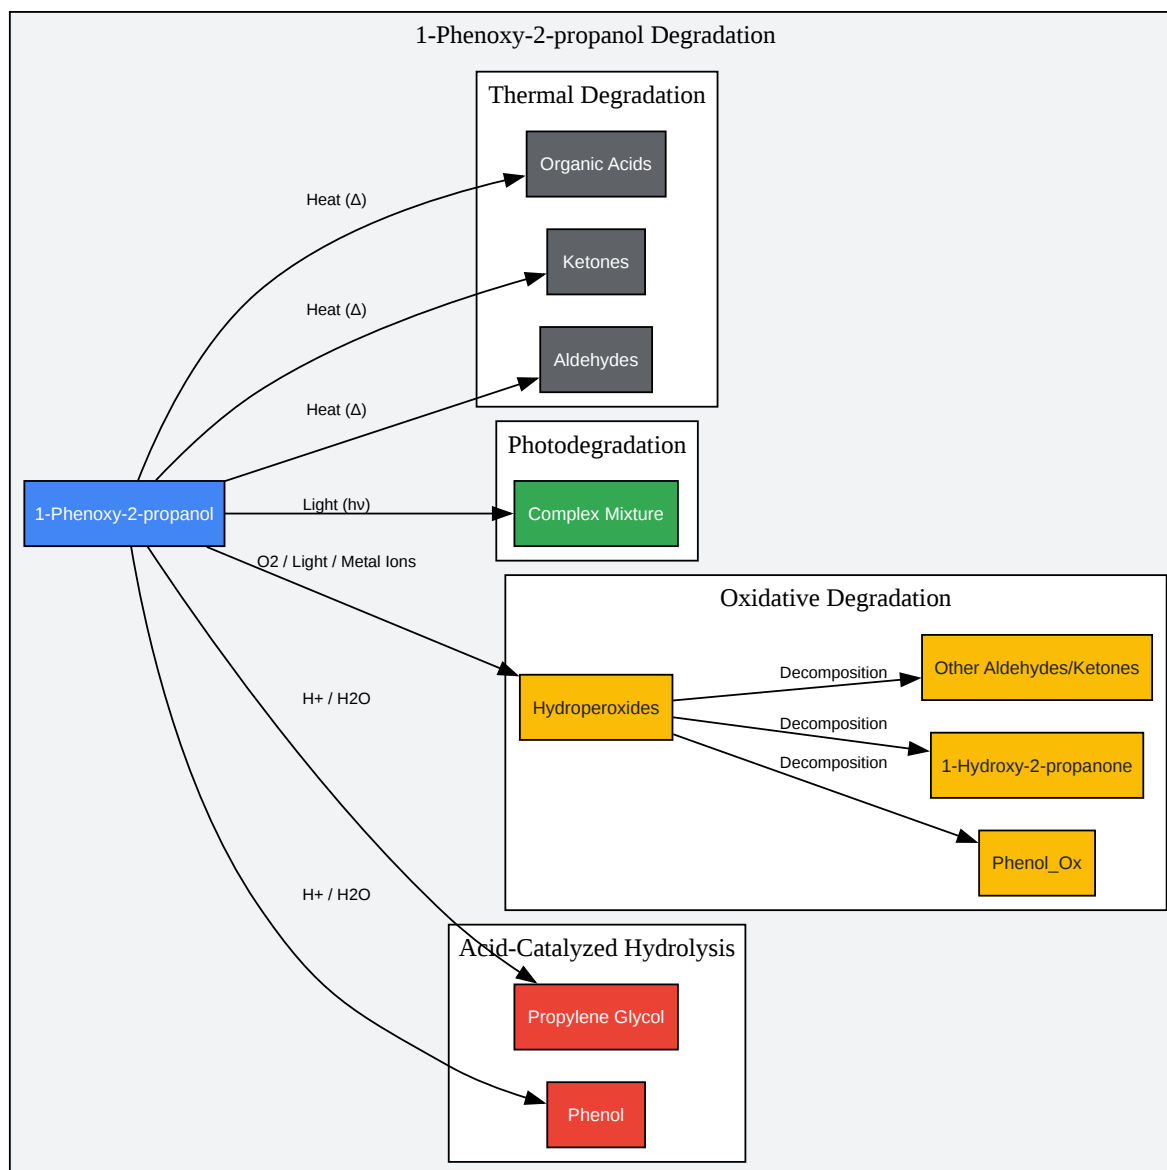 1-Phenoxy-2-propanol Degradation
Thermal Degradation
Organic Acids
Heat (Δ)
Ketones
Heat (Δ)
Aldehydes
Heat (Δ)
Photodegradation
1-Phenoxy-2-propanol
Light (hν)
Complex Mixture
O2 / Light / Metal Ions
Oxidative Degradation
Hydroperoxides
Decomposition
Other Aldehydes/Ketones
Decomposition
1-Hydroxy-2-propanone
Decomposition
Phenol_Ox
H+ / H2O
H+ / H2O
Acid-Catalyzed Hydrolysis
Propylene Glycol
Phenol